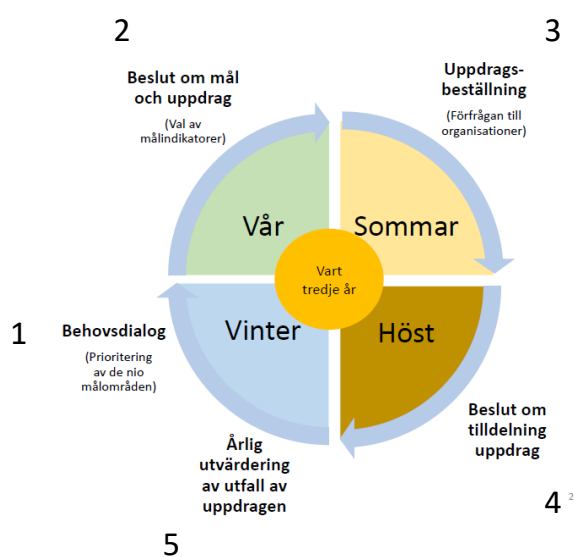 2
3
Beslut om mål
och uppdrag
(Val av
målindikatorer)
Uppdrags-
beställning
(Förfrågan till
organisationer)
Vår
Sommar
Vart
tredje år
1
Behovsdialog
(Prioritering
av de nio
målområden)
Vinter
Höst
Årlig
utvärdering
av utfall av
uppdragen
Beslut om
tilldelning
uppdrag
4
2
5